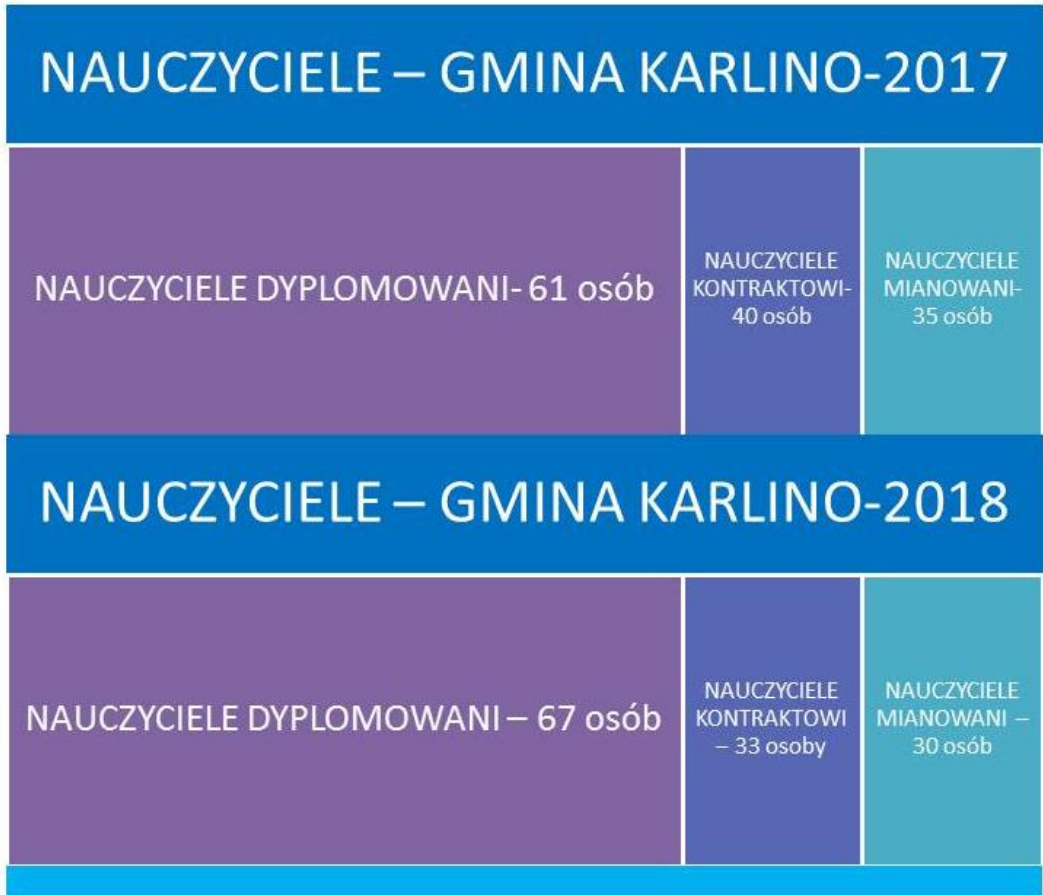 NAUCZYCIELE – GMINA KARLINO-2017
NAUCZYCIELE DYPLOMOWANI- 61 osób
NAUCZYCIELE
KONTRAKTOWI-
40 osób
NAUCZYCIELE
MIANOWANI-
35 osób
NAUCZYCIELE – GMINA KARLINO-2018
NAUCZYCIELE DYPLOMOWANI – 67 osób
NAUCZYCIELE
KONTRAKTOWI
– 33 osoby
NAUCZYCIELE
MIANOWANI –
30 osób